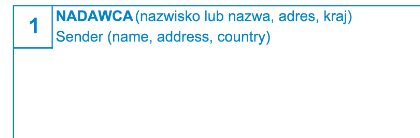 1
NADAWCA (nazwisko lub nazwa, adres, kraj)
Sender (name, address, country)